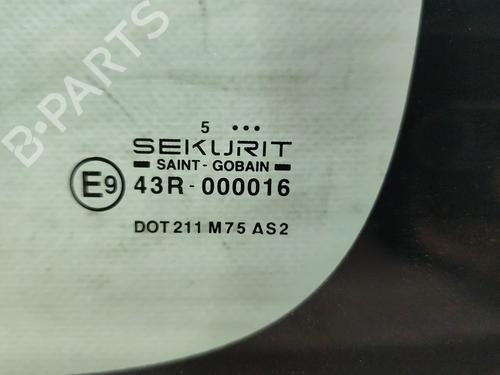 B-PARTS
5 •••
SEKURIT
SAINT-GOBAIN
E9 43R-000016
DOT 211 M75 AS2